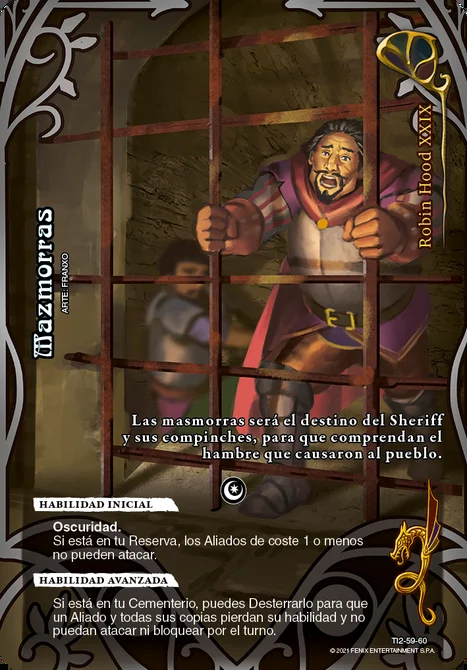 Mazmorras
ARTE: FRANXO
Robin Hood XXIX
Las masmorras será el destino del Sheriff
y sus compinches, para que comprendan el
hambre que causaron al pueblo.
HABILIDAD INICIAL
Oscuridad.
Si está en tu Reserva, los Aliados de coste 1 o menos
no pueden atacar.
HABILIDAD AVANZADA
Si está en tu Cementerio, puedes Desterrarlo para que
un Aliado y todas sus copias pierdan su habilidad y no
puedan atacar ni bloquear por el turno.
TI2-59-60
© 2021 FENIX ENTERTAINMENT S.P.A.